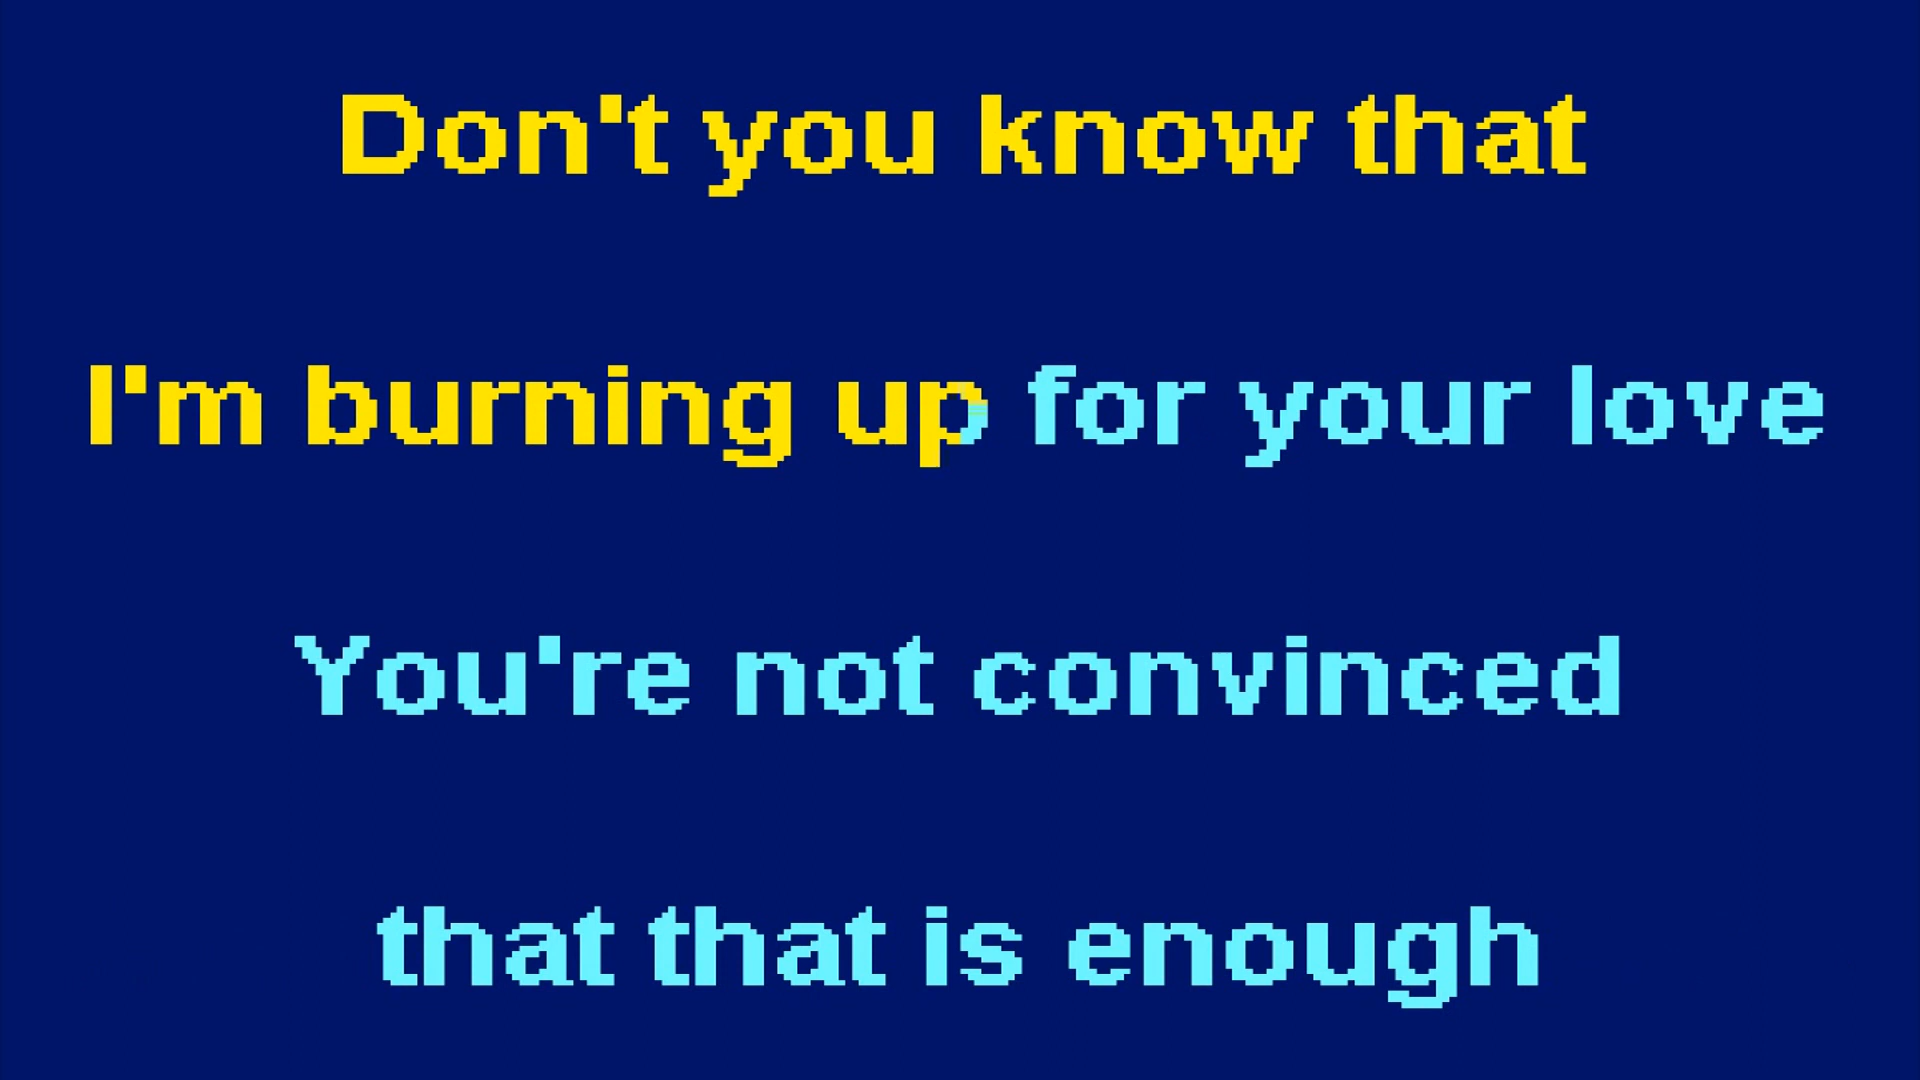 Don't you know that
I'm burning up for your love
You're not convinced
that that is enough